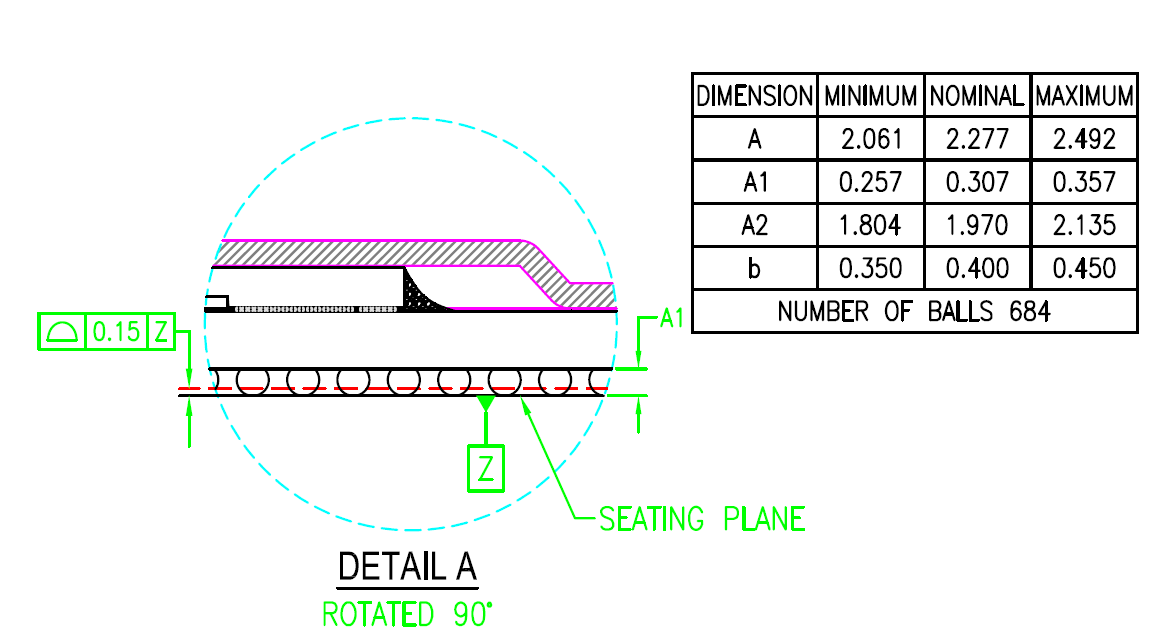 DIMENSION MINIMUM NOMINAL MAXIMUM
A 2.061 2.277 2.492
A1 0.257 0.307 0.357
A2 1.804 1.970 2.135
b 0.350 0.400 0.450
NUMBER OF BALLS 684
0.15 Z
A1
Z
SEATING PLANE
DETAIL A
ROTATED 90°